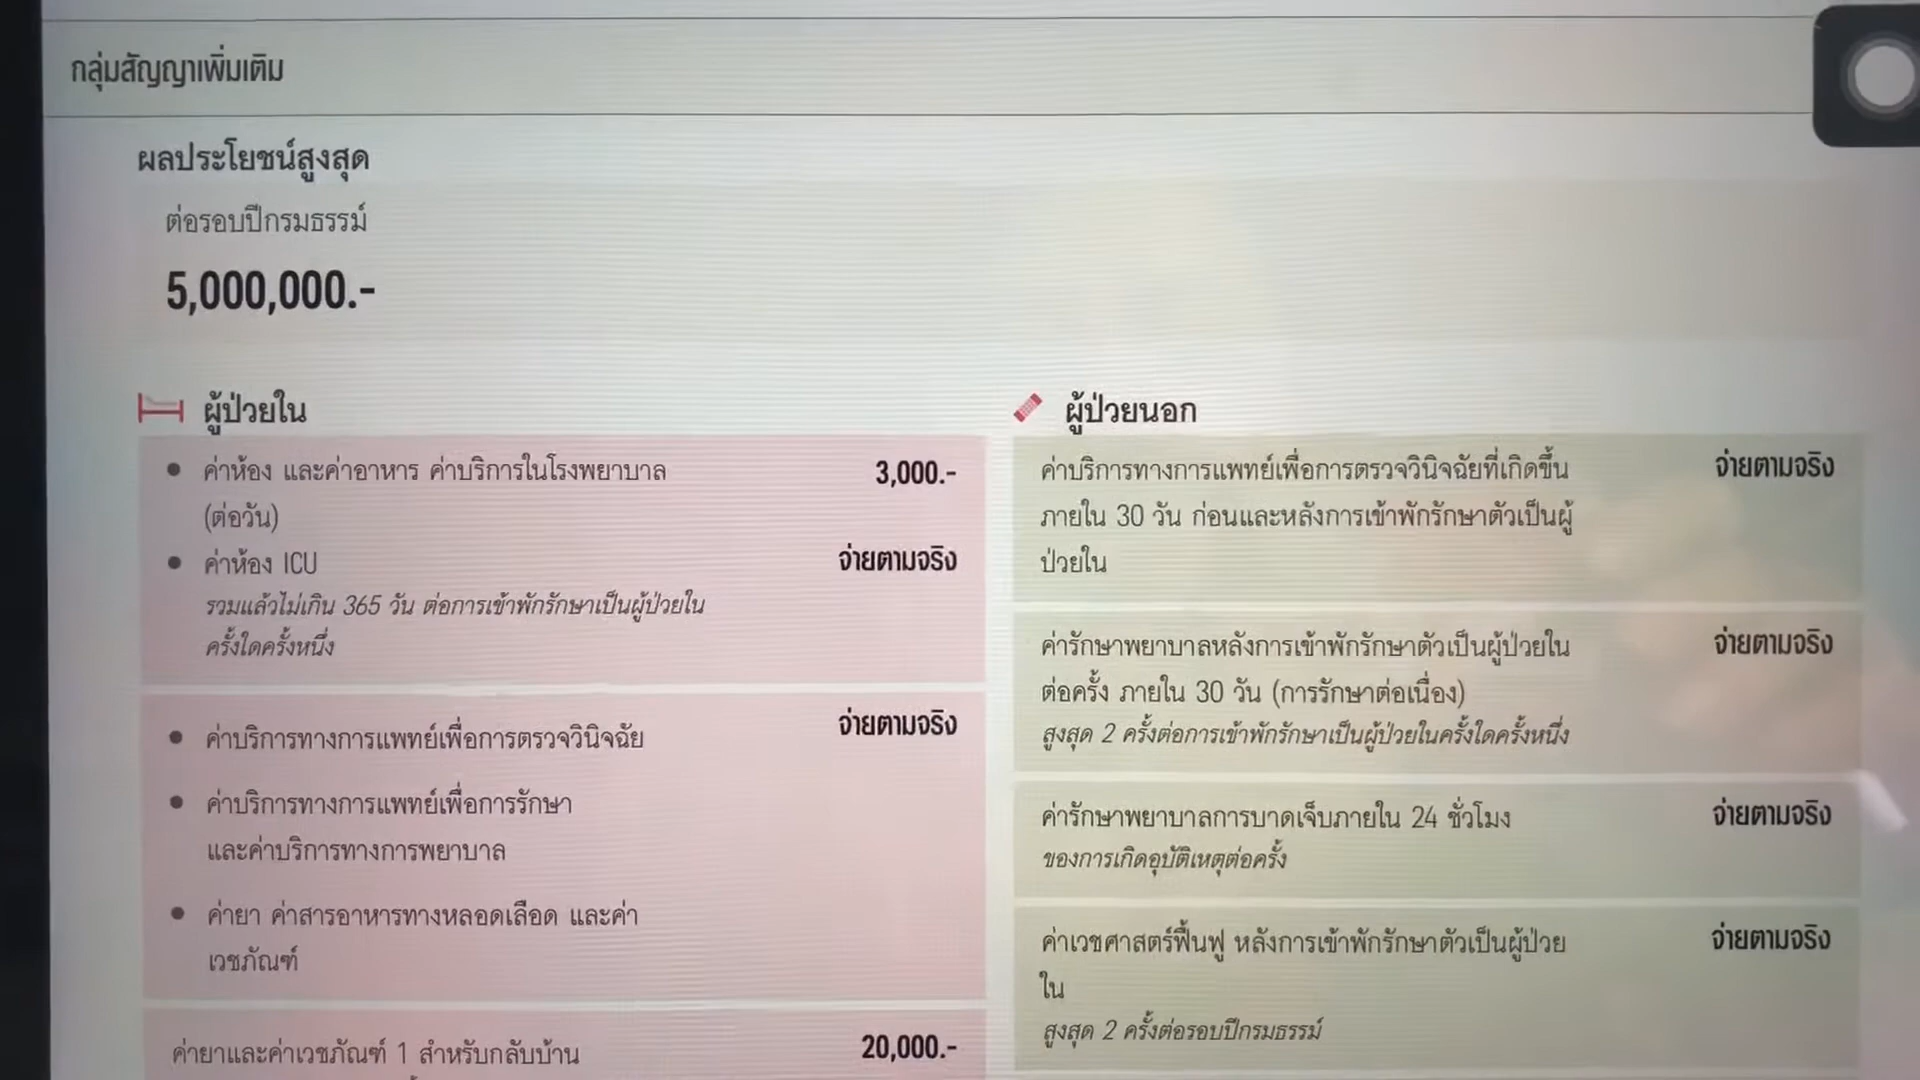 กลุ่มสัญญาเพิ่มเติม
ผลประโยชน์สูงสุด
ต่อรอบปีกรมธรรม์
5,000,000.-
ผู้ป่วยใน
ค่าห้อง และค่าอาหาร ค่าบริการในโรงพยาบาล 3,000.-
(ต่อวัน)
ค่าห้อง ICU จ่ายตามจริง
รวมแล้วไม่เกิน 365 วัน ต่อการเข้าพักรักษาเป็นผู้ป่วยใน
ครั้งใดครั้งหนึ่ง
ค่าบริการทางการแพทย์เพื่อการตรวจวินิจฉัย จ่ายตามจริง
ค่าบริการทางการแพทย์เพื่อการรักษา
และค่าบริการทางการพยาบาล
ค่ายา ค่าสารอาหารทางหลอดเลือด และค่า
เวชภัณฑ์
ค่ายาและค่าเวชภัณฑ์ 1 สำหรับกลับบ้าน 20,000.-
ผู้ป่วยนอก
ค่าบริการทางการแพทย์เพื่อการตรวจวินิจฉัยที่เกิดขึ้น จ่ายตามจริง
ภายใน 30 วัน ก่อนและหลังการเข้าพักรักษาตัวเป็นผู้
ป่วยใน
ค่ารักษาพยาบาลหลังการเข้าพักรักษาตัวเป็นผู้ป่วยใน จ่ายตามจริง
ต่อครั้ง ภายใน 30 วัน (การรักษาต่อเนื่อง)
สูงสุด 2 ครั้งต่อการเข้าพักรักษาเป็นผู้ป่วยในครั้งใดครั้งหนึ่ง
ค่ารักษาพยาบาลการบาดเจ็บภายใน 24 ชั่วโมง จ่ายตามจริง
ของการเกิดอุบัติเหตุต่อครั้ง
ค่าเวชศาสตร์ฟื้นฟู หลังการเข้าพักรักษาตัวเป็นผู้ป่วย จ่ายตามจริง
ใน
สูงสุด 2 ครั้งต่อรอบปีกรมธรรม์